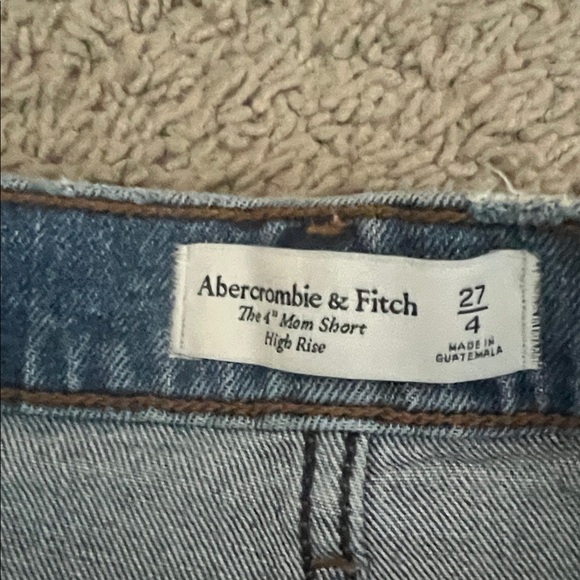 Abercrombie & Fitch
The 4" Mom Short
High Rise
27
4
MADE IN
GUATEMALA